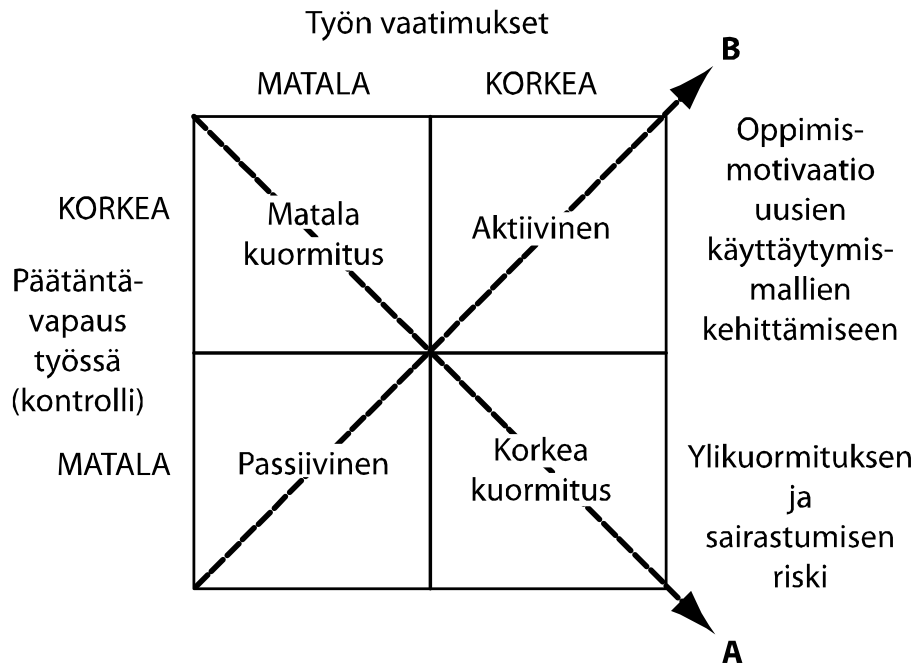 Työn vaatimukset
B
MATALA
KORKEA
KORKEA
Päätäntä-
vapaus
työssä
(kontrolli)
MATALA
Matala
kuormitus
Aktiivinen
Passiivinen
Korkea
kuormitus
Oppimis-
motivaatio
uusien
käyttäytymis-
mallien
kehittämiseen
Ylikuormituksen
ja
sairastumisen
riski
A